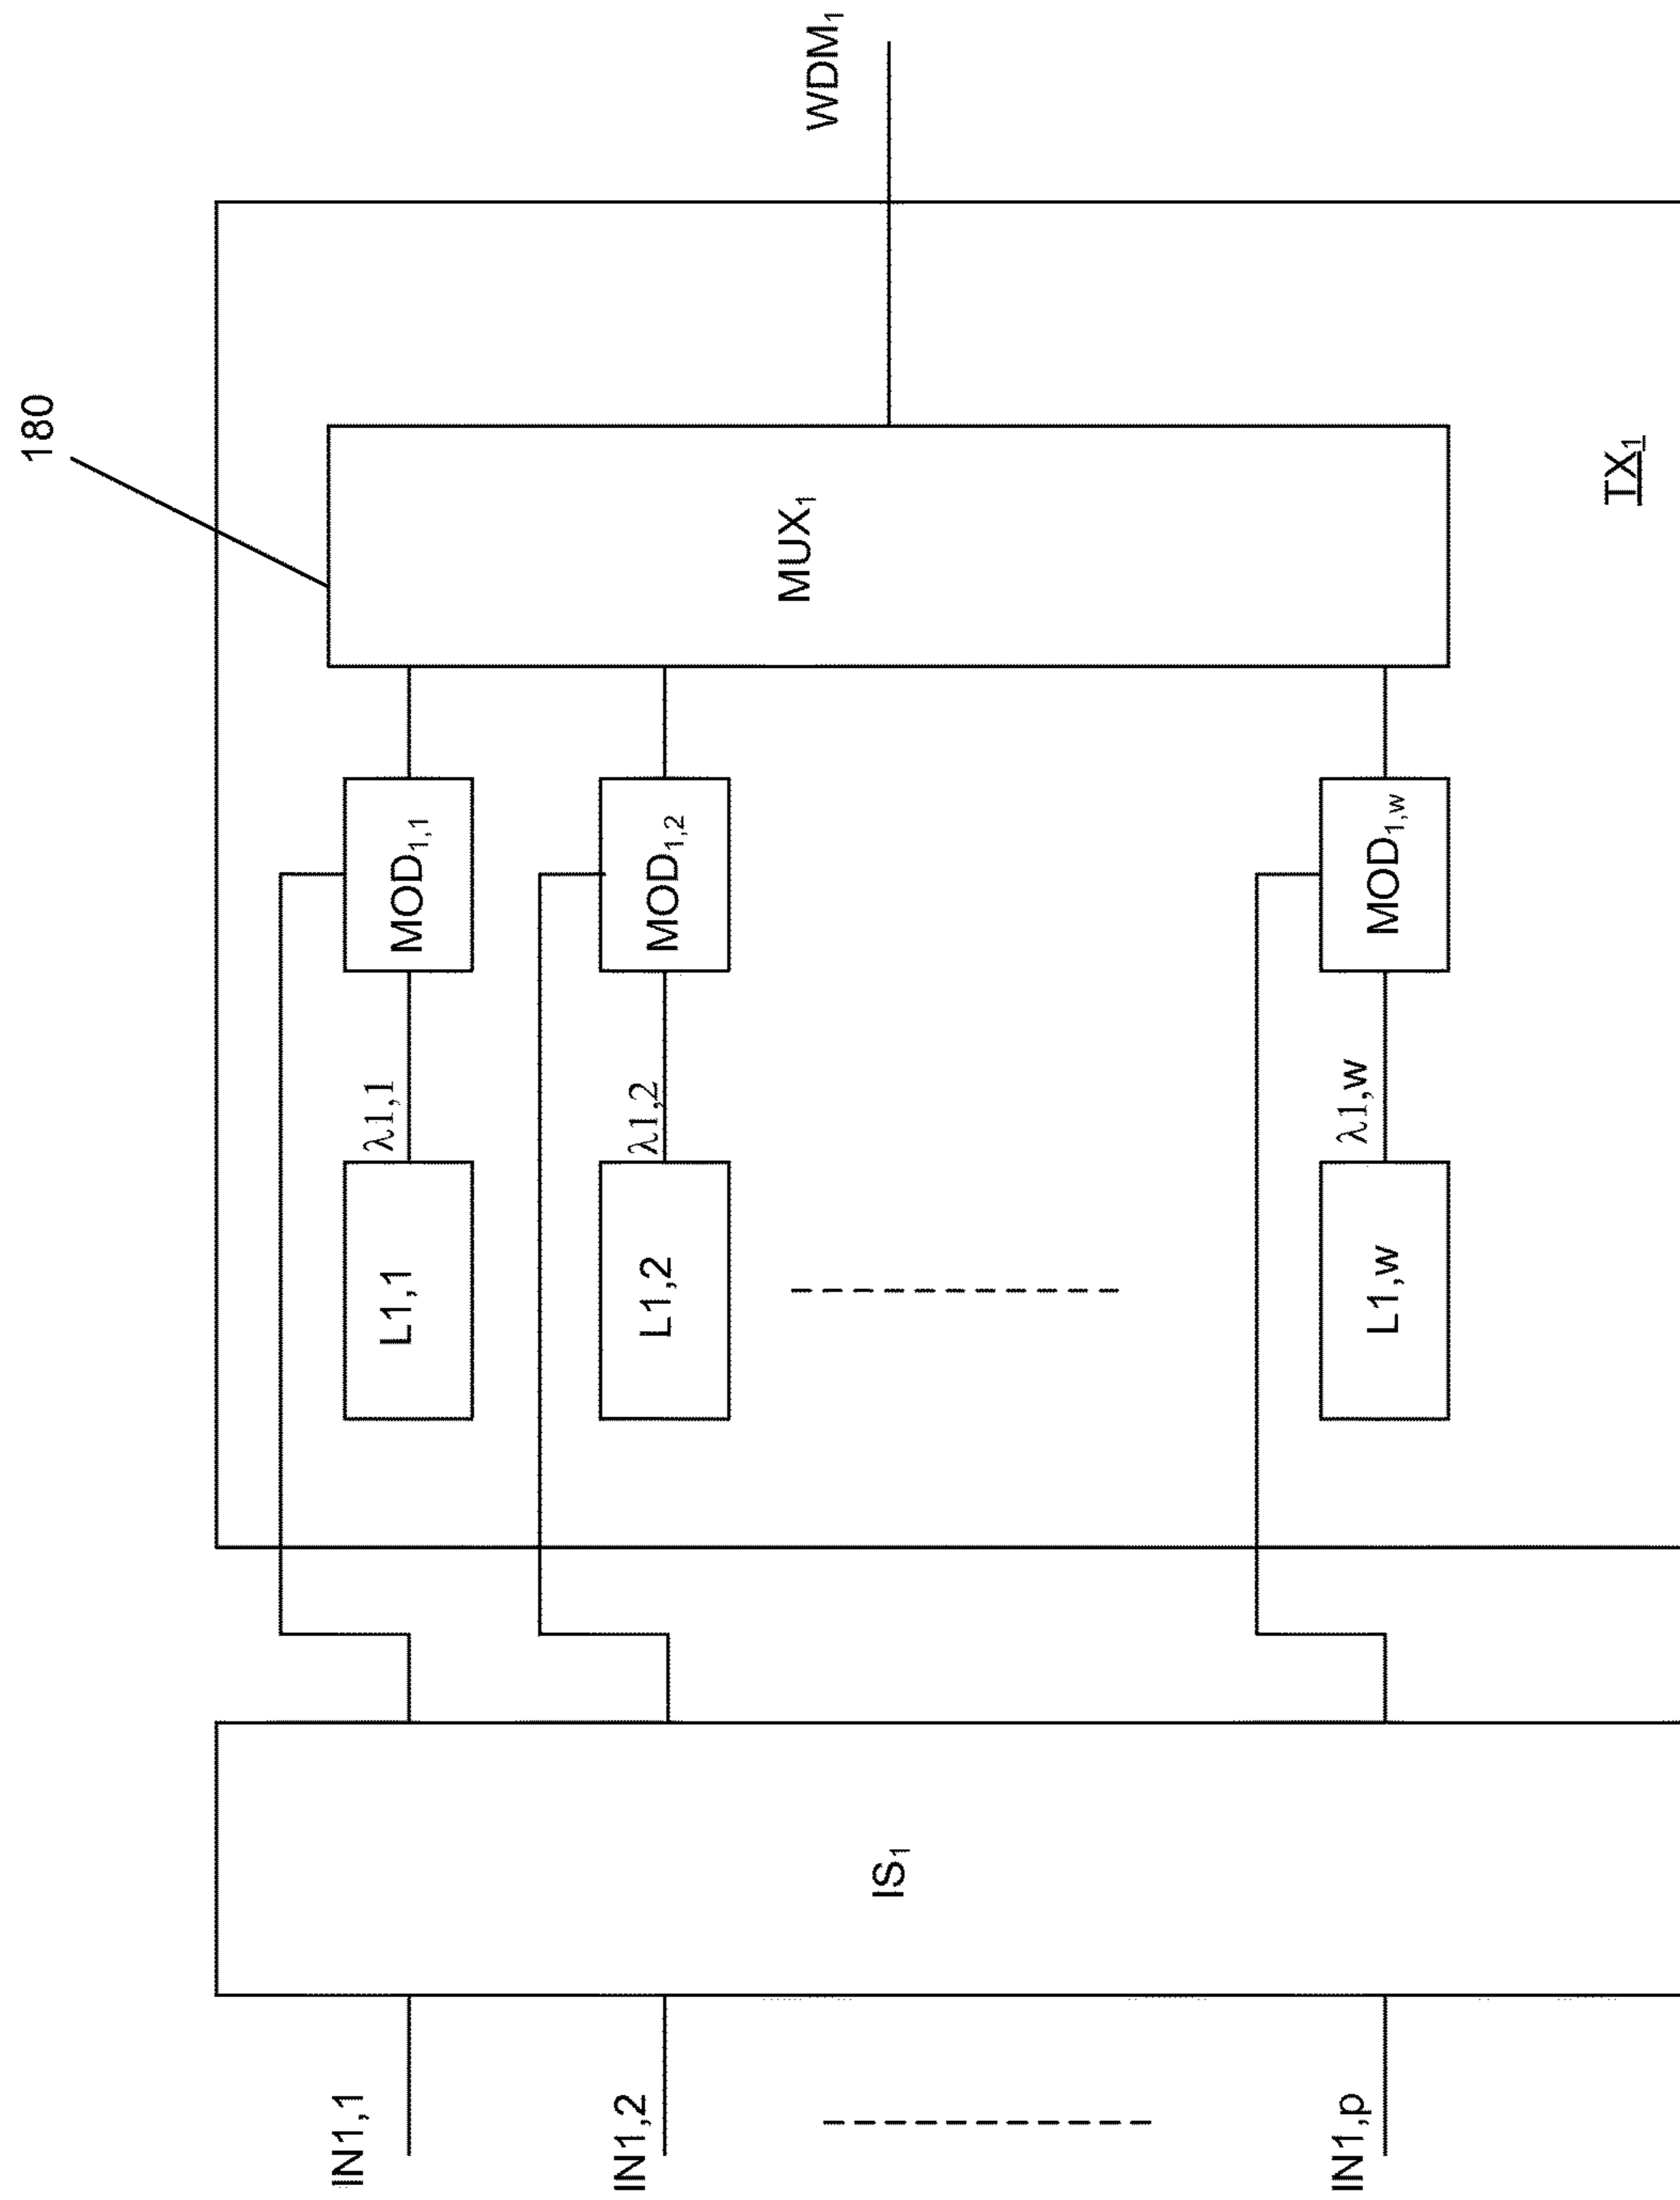 IN1,1
IN1,2
IN1,p
IS₁
L1,1
λ1,1
MOD₁,₁
L1,2
λ1,2
MOD₁,₂
L1,w
λ1,w
MOD₁,w
MUX₁
180
TX₁
WDM₁